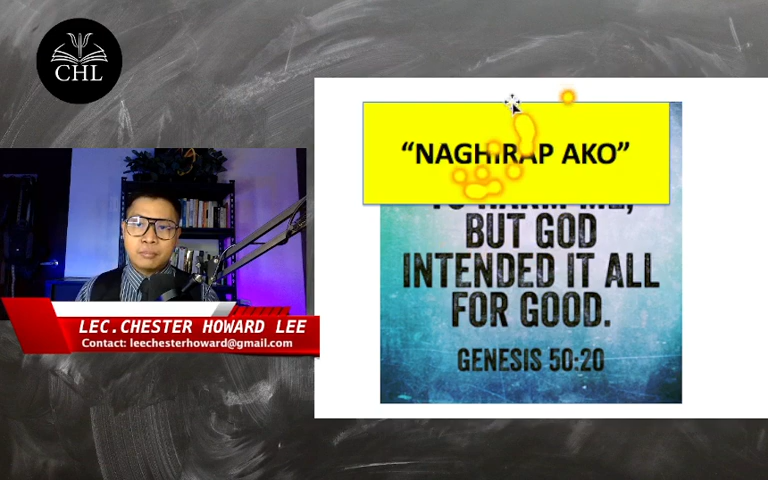 CHL
“NAGHIRAP AKO”
BUT GOD
INTENDED IT ALL
FOR GOOD.
GENESIS 50:20
LEC.CHESTER HOWARD LEE
Contact: leechesterhoward@gmail.com